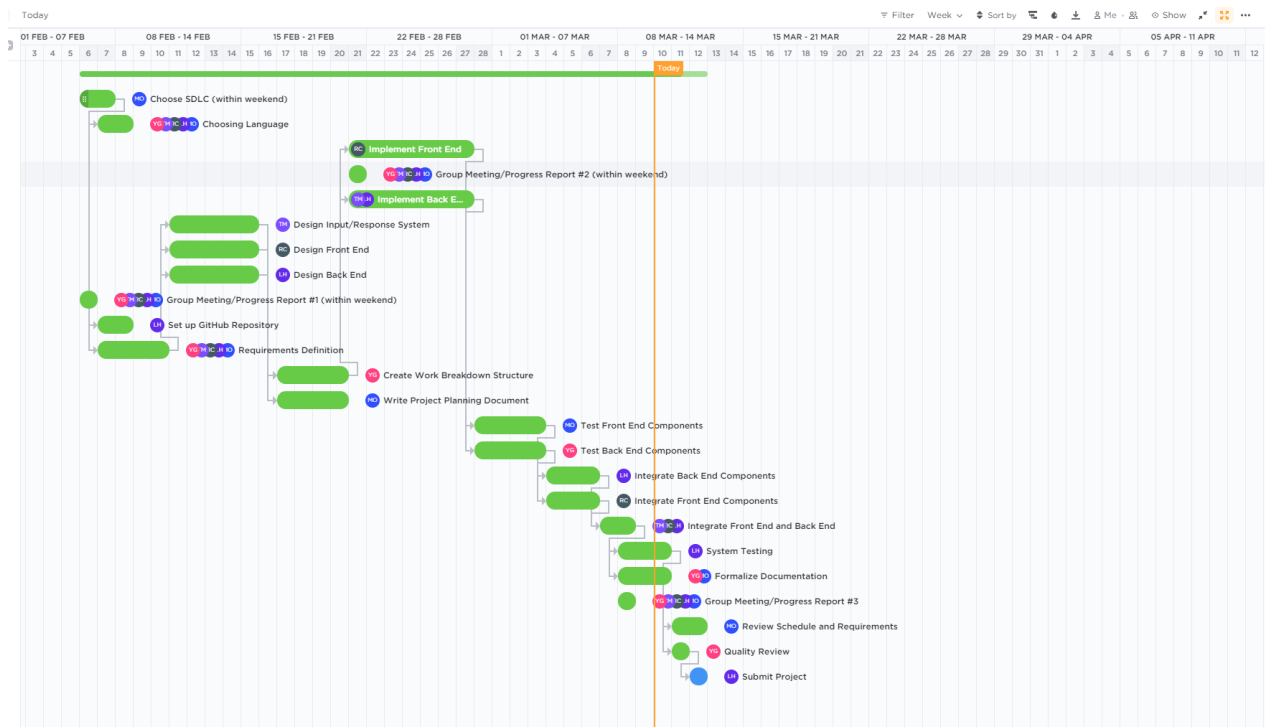 Today
Filter Week Sort by Me Show
01 FEB - 07 FEB 08 FEB - 14 FEB 15 FEB - 21 FEB 22 FEB - 28 FEB 01 MAR - 07 MAR 08 MAR - 14 MAR 15 MAR - 21 MAR 22 MAR - 28 MAR 29 MAR - 04 APR 05 APR - 11 APR
3 4 5 6 7 8 9 10 11 12 13 14 15 16 17 18 19 20 21 22 23 24 25 26 27 28 1 2 3 4 5 6 7 8 9 10 11 12 13 14 15 16 17 18 19 20 21 22 23 24 25 26 27 28 29 30 31 1 2 3 4 5 6 7 8 9 10 11 12
Today
MO Choose SDLC (within weekend)
YG Choosing Language
RC Implement Front End
YG Group Meeting/Progress Report #2 (within weekend)
TM Implement Back E...
TM Design Input/Response System
RC Design Front End
LH Design Back End
YG Group Meeting/Progress Report #1 (within weekend)
LH Set up GitHub Repository
YG Requirements Definition
YG Create Work Breakdown Structure
MO Write Project Planning Document
MO Test Front End Components
YG Test Back End Components
LH Integrate Back End Components
RC Integrate Front End Components
TM Integrate Front End and Back End
LH System Testing
YG Formalize Documentation
YG Group Meeting/Progress Report #3
MO Review Schedule and Requirements
YG Quality Review
LH Submit Project